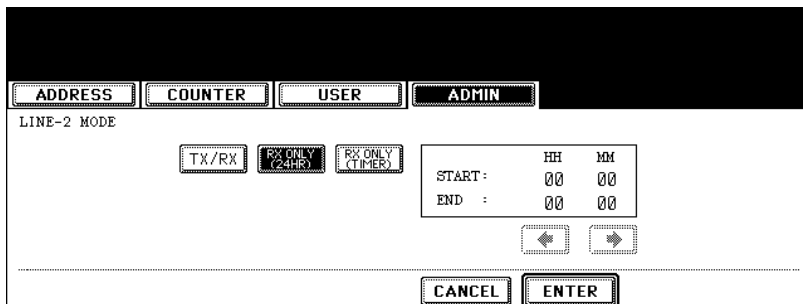 ADDRESS COUNTER USER ADMIN
LINE-2 MODE
TX/RX RX ONLY (24HR) RX ONLY (TIMER)
HH MM
START: 00 00
END : 00 00
CANCEL ENTER